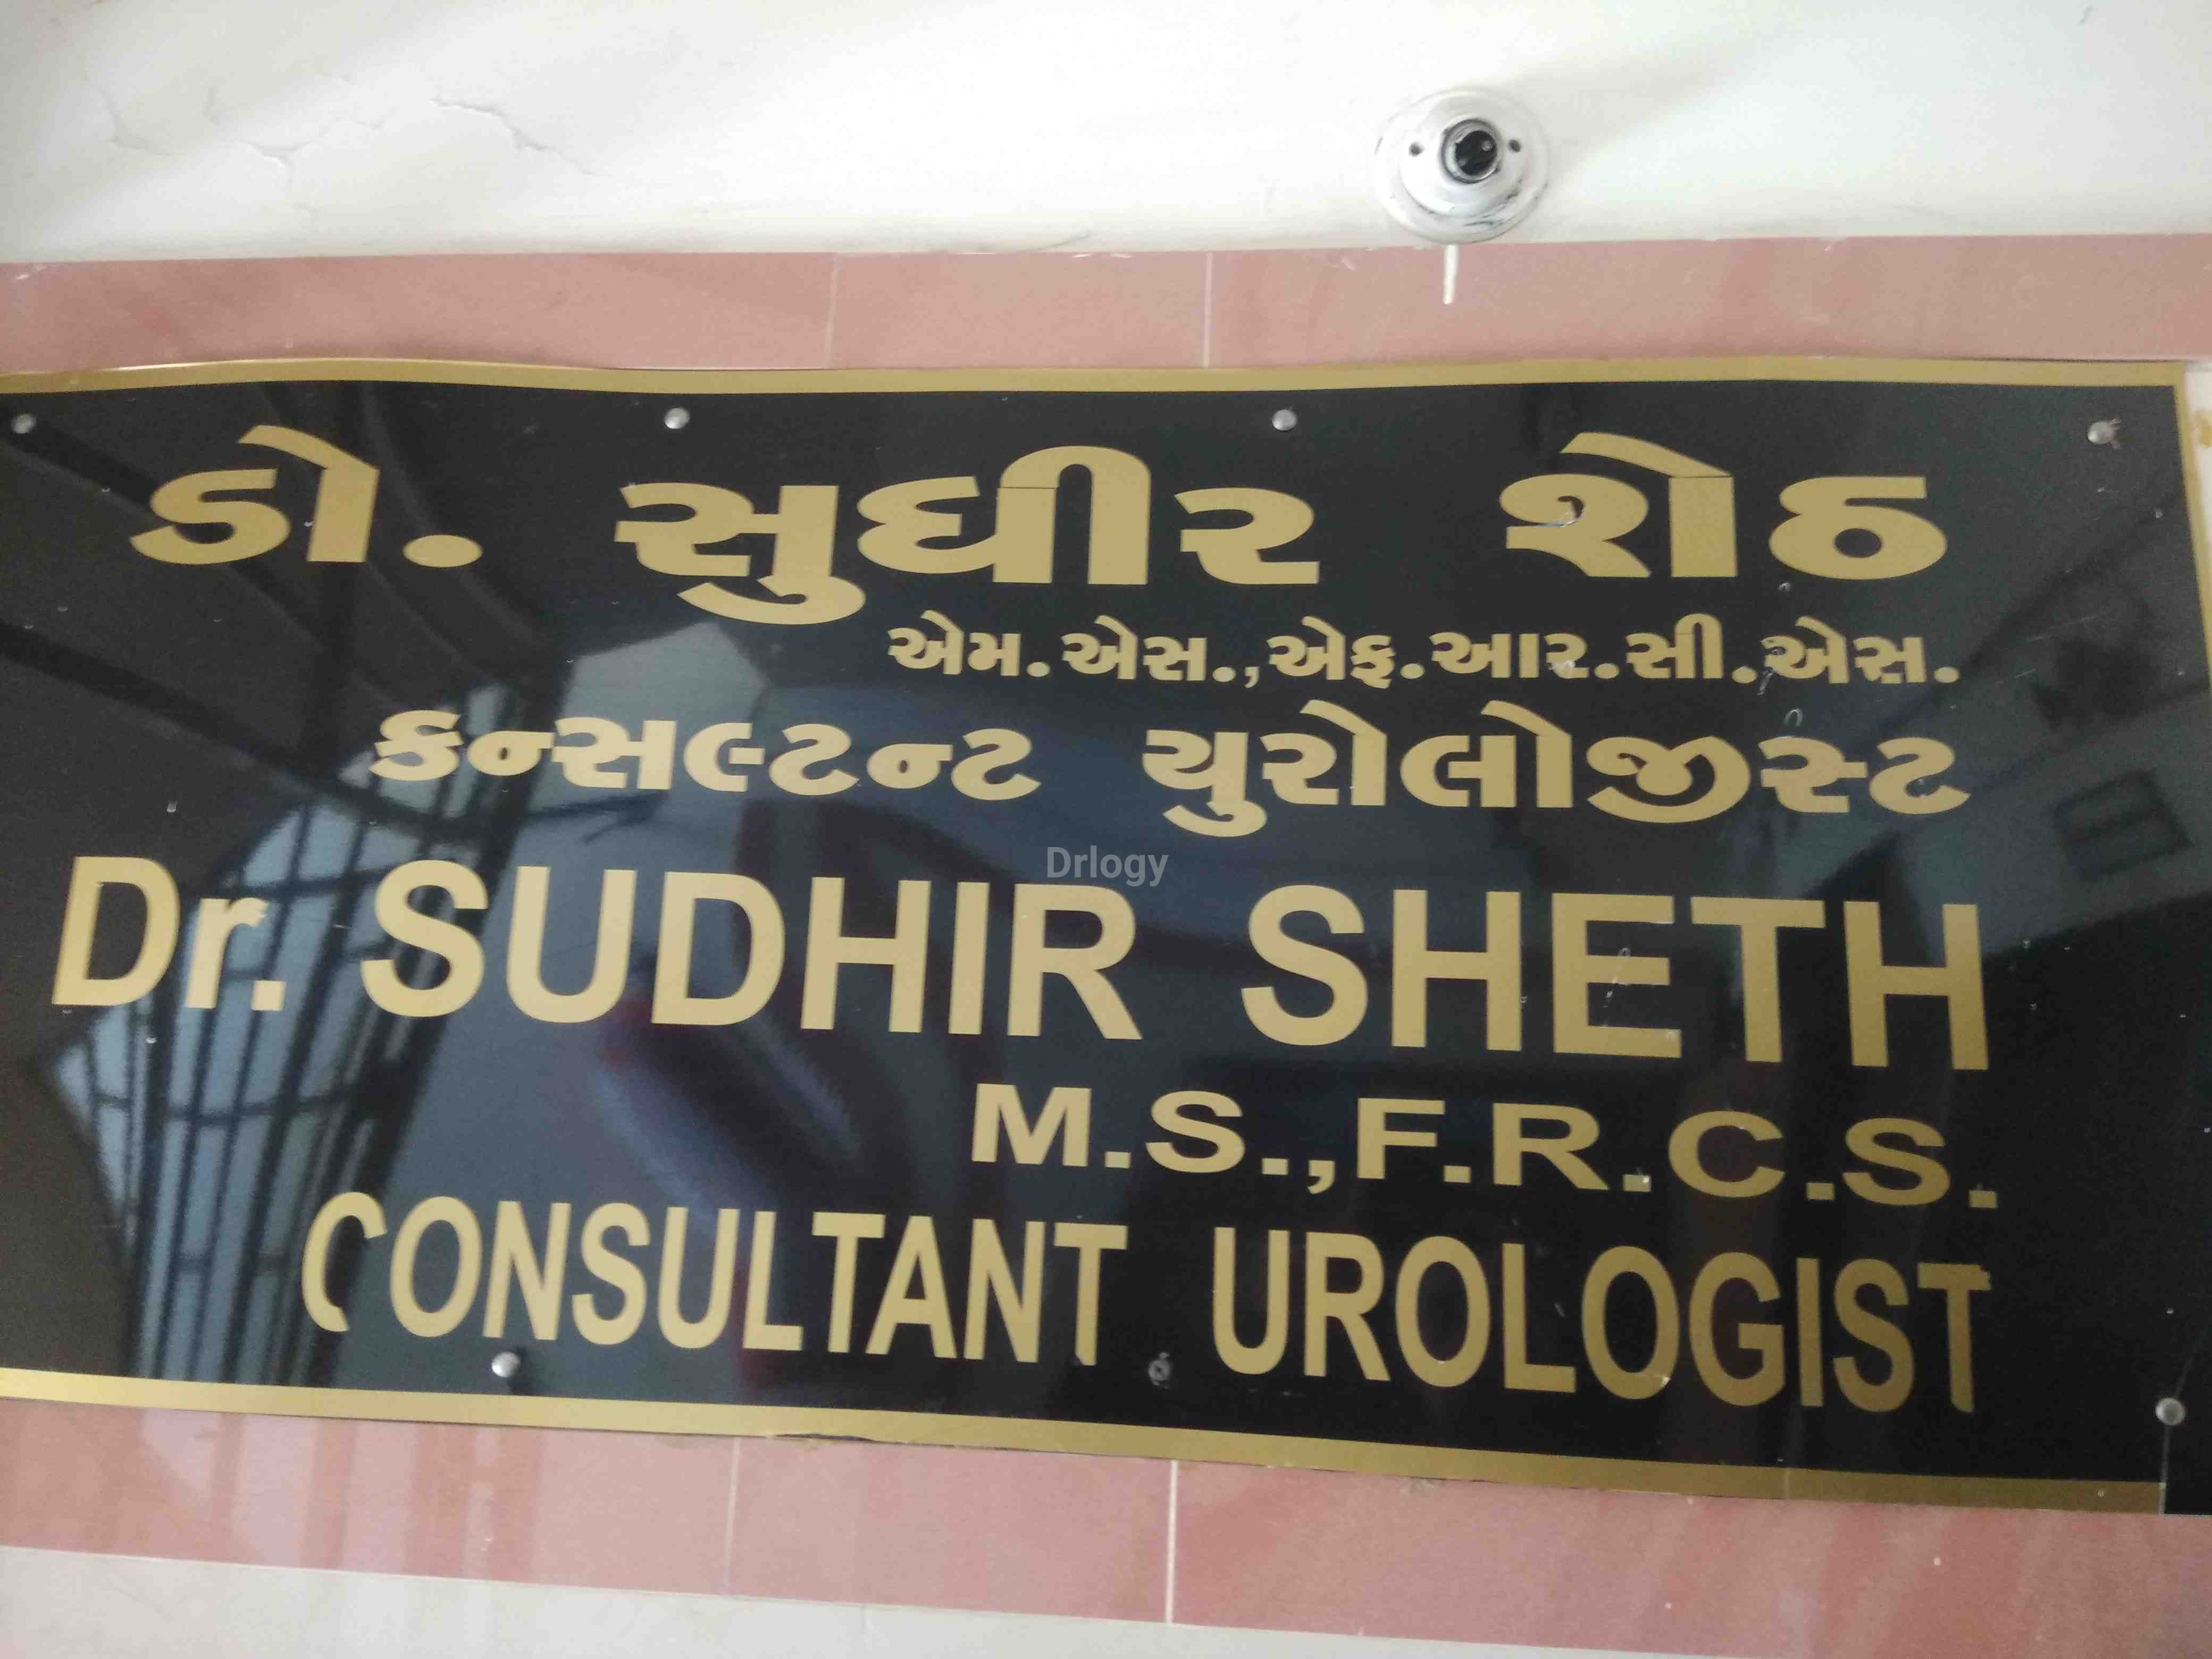 ડો. સુધીર શેઠ
એમ.એસ.,એફ.આર.સી.એસ.
કન્સલ્ટન્ટ યુરોલોજીસ્ટ
Dr. SUDHIR SHETH
M.S.,F.R.C.S.
CONSULTANT UROLOGIST
Drlogy